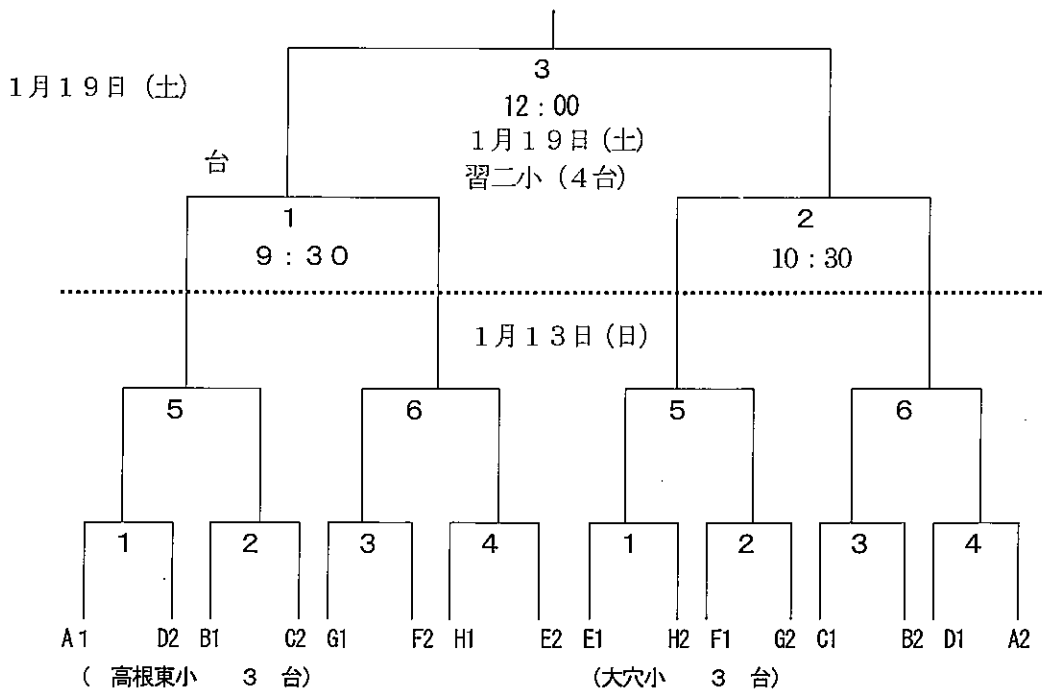 3
1月19日(土)
12:00
1月19日(土)
台
習二小(4台)
1 2
9:30 10:30
1月13日(日)
5 6 5 6
1 2 3 4 1 2 3 4
A1 D2 B1 C2 G1 F2 H1 E2 E1 H2 F1 G2 C1 B2 D1 A2
( 高根東小 3 台) (大穴小 3 台)